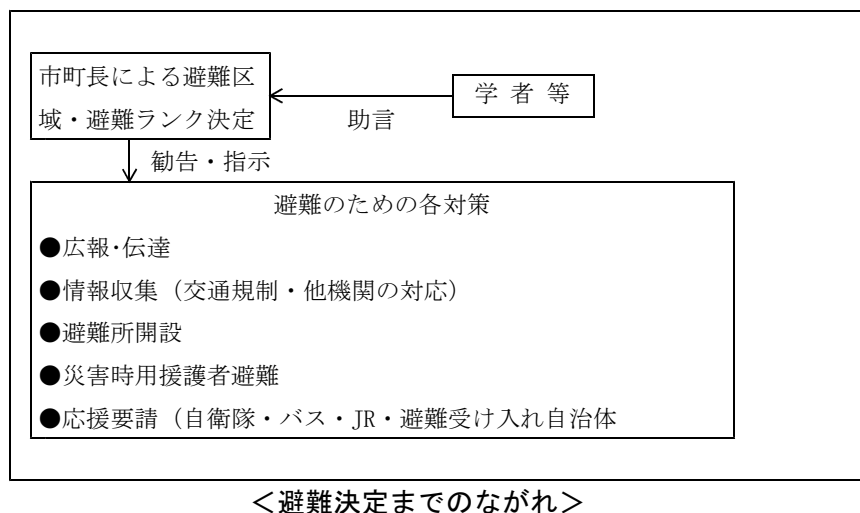 市町長による避難区
域・避難ランク決定
学 者 等
助言
勧告・指示
避難のための各対策
●広報・伝達
●情報収集（交通規制・他機関の対応）
●避難所開設
●災害時用援護者避難
●応援要請（自衛隊・バス・JR・避難受け入れ自治体
＜避難決定までのながれ＞